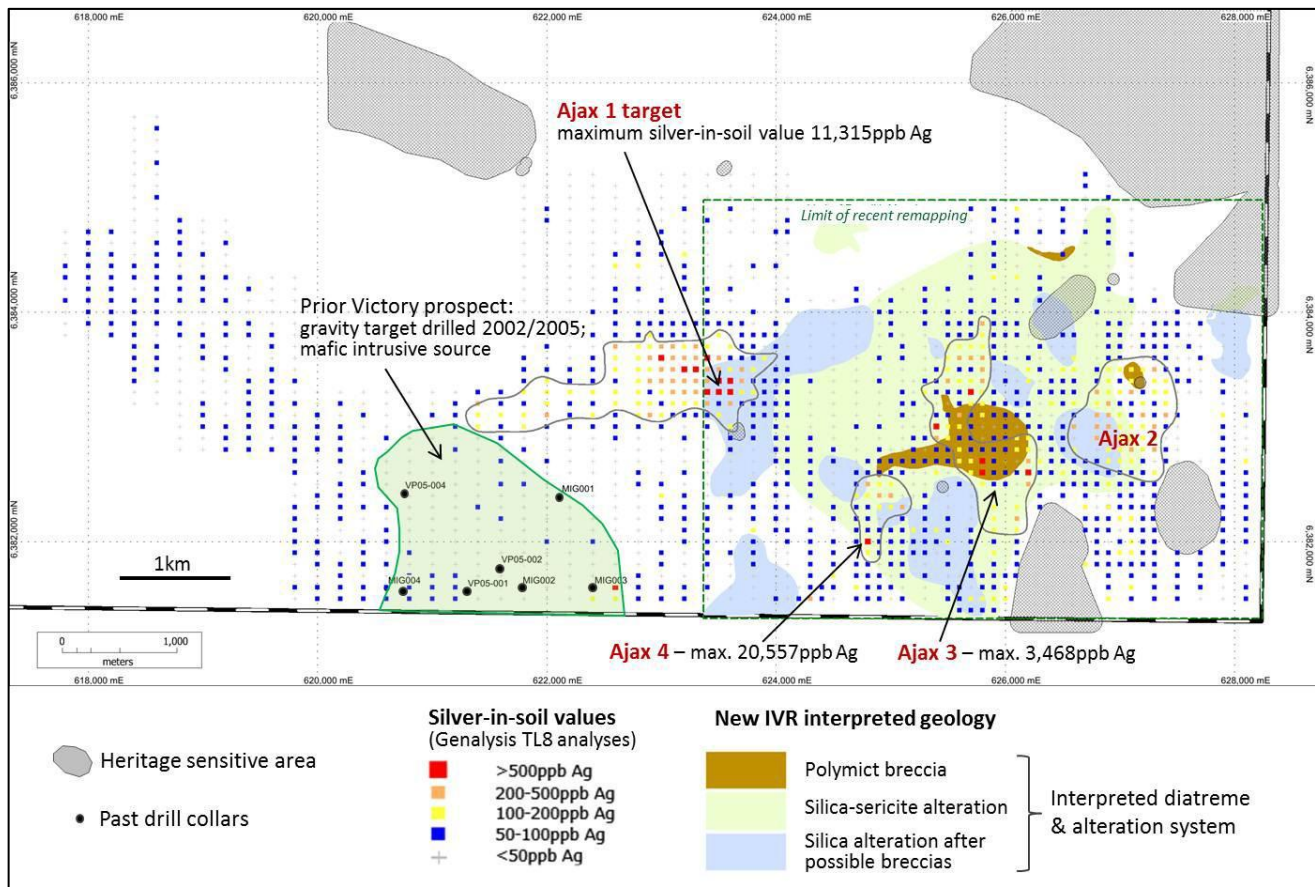 618,000 mE
620,000 mE
622,000 mE
624,000 mE
626,000 mE
628,000 mE
6,386,000 mN
6,386,000 mN
Ajax 1 target
maximum silver-in-soil value 11,315ppb Ag
Limit of recent remapping
Prior Victory prospect:
gravity target drilled 2002/2005;
mafic intrusive source
6,384,000 mN
6,384,000 mN
Ajax 2
VP05-004
MIG001
6,382,000 mN
6,382,000 mN
1km
VP05-002
MIG004
VP05-001
MIG002
MIG003
0
1,000
meters
Ajax 4 – max. 20,557ppb Ag
Ajax 3 – max. 3,468ppb Ag
618,000 mE
620,000 mE
622,000 mE
624,000 mE
626,000 mE
628,000 mE
Heritage sensitive area
Past drill collars
Silver-in-soil values
(Genalysis TL8 analyses)
>500ppb Ag
200-500ppb Ag
100-200ppb Ag
50-100ppb Ag
<50ppb Ag
New IVR interpreted geology
Polymict breccia
Silica-sericite alteration
Silica alteration after
possible breccias
Interpreted diatreme
& alteration system